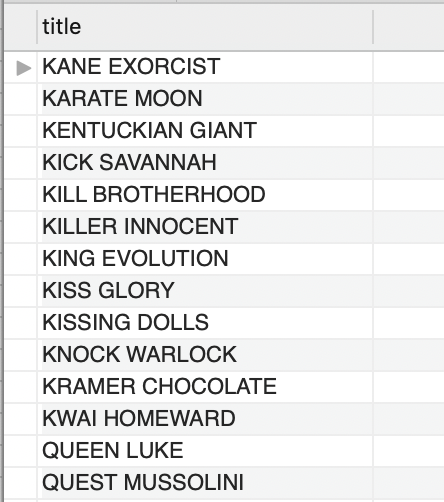 title
KANE EXORCIST
KARATE MOON
KENTUCKIAN GIANT
KICK SAVANNAH
KILL BROTHERHOOD
KILLER INNOCENT
KING EVOLUTION
KISS GLORY
KISSING DOLLS
KNOCK WARLOCK
KRAMER CHOCOLATE
KWAI HOMEWARD
QUEEN LUKE
QUEST MUSSOLINI